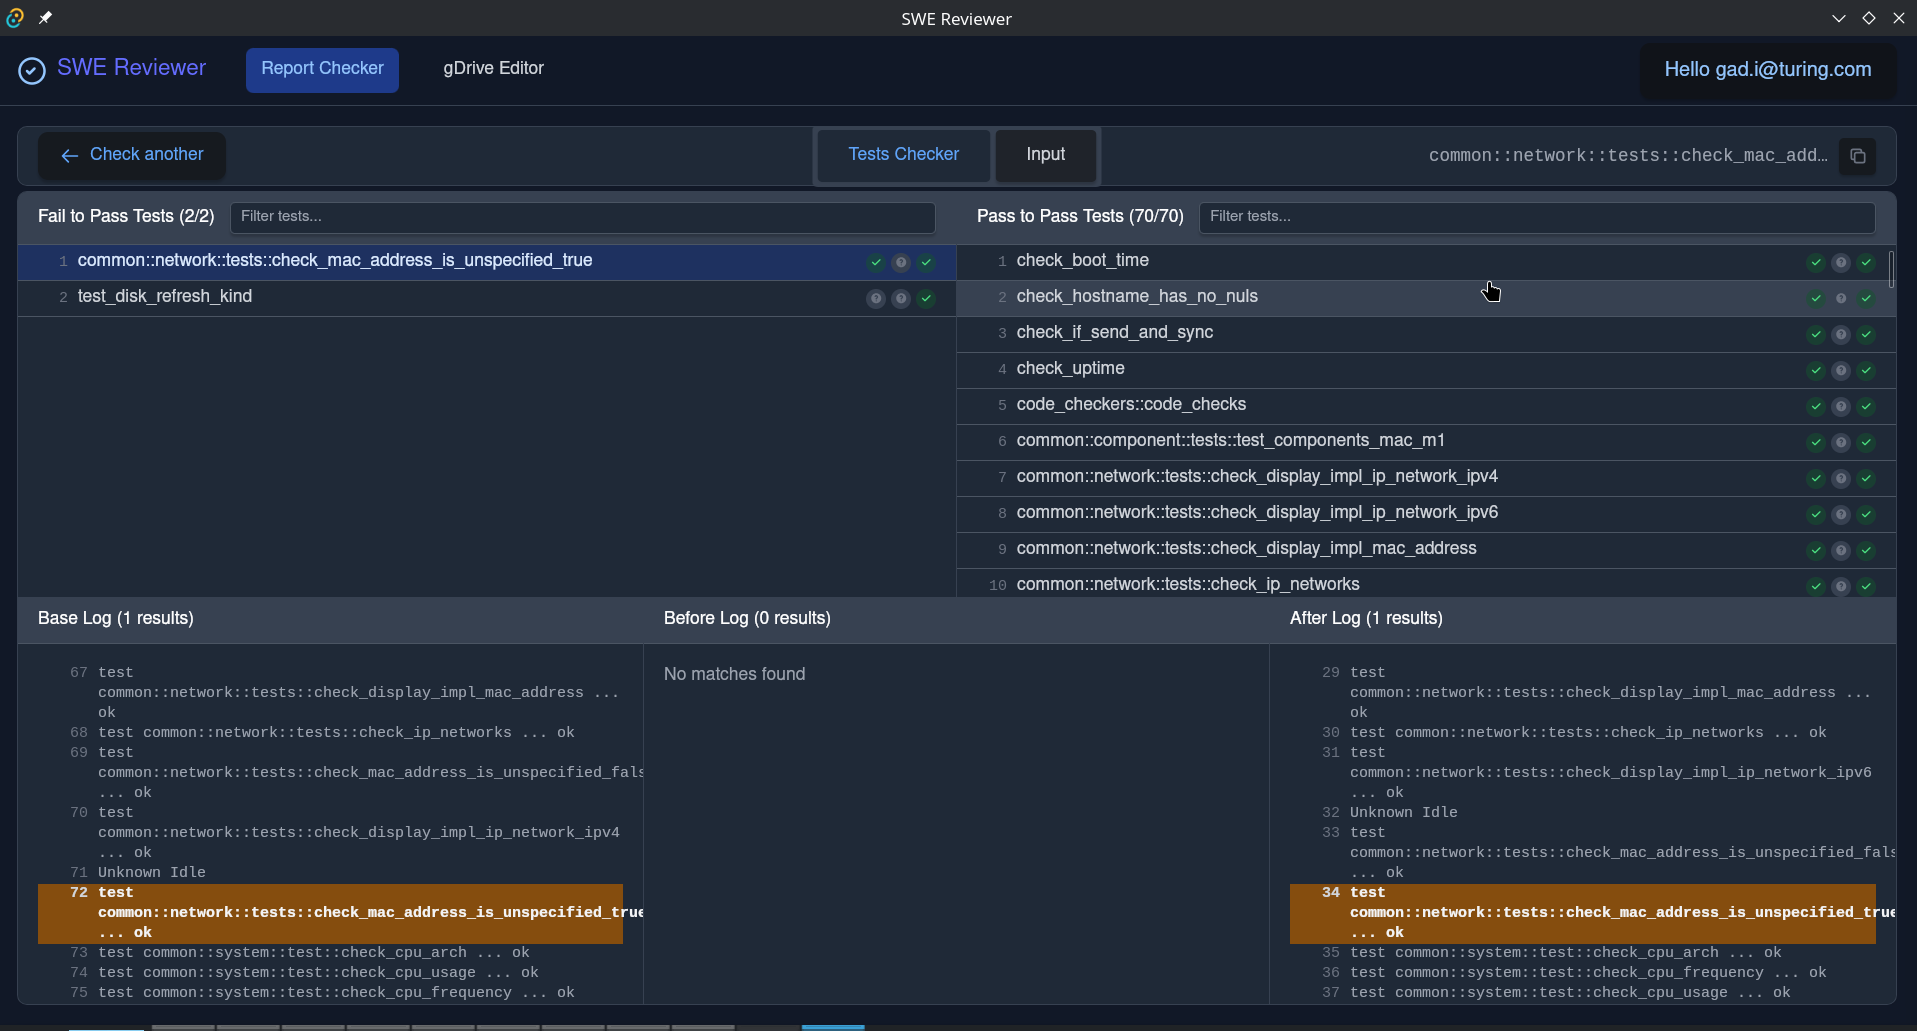 SWE Reviewer
SWE Reviewer
Report Checker
gDrive Editor
Hello gad.i@turing.com
Check another
Tests Checker
Input
common::network::tests::check_mac_add…
Fail to Pass Tests (2/2)
Filter tests...
1 common::network::tests::check_mac_address_is_unspecified_true
2 test_disk_refresh_kind
Pass to Pass Tests (70/70)
Filter tests...
1 check_boot_time
2 check_hostname_has_no_nuls
3 check_if_send_and_sync
4 check_uptime
5 code_checkers::code_checks
6 common::component::tests::test_components_mac_m1
7 common::network::tests::check_display_impl_ip_network_ipv4
8 common::network::tests::check_display_impl_ip_network_ipv6
9 common::network::tests::check_display_impl_mac_address
10 common::network::tests::check_ip_networks
Base Log (1 results)
67 test
common::network::tests::check_display_impl_mac_address ...
ok
68 test common::network::tests::check_ip_networks ... ok
69 test
common::network::tests::check_mac_address_is_unspecified_fals
... ok
70 test
common::network::tests::check_display_impl_ip_network_ipv4
... ok
71 Unknown Idle
72 test
common::network::tests::check_mac_address_is_unspecified_true
... ok
73 test common::system::test::check_cpu_arch ... ok
74 test common::system::test::check_cpu_usage ... ok
75 test common::system::test::check_cpu_frequency ... ok
Before Log (0 results)
No matches found
After Log (1 results)
29 test
common::network::tests::check_display_impl_mac_address ...
ok
30 test common::network::tests::check_ip_networks ... ok
31 test
common::network::tests::check_display_impl_ip_network_ipv6
... ok
32 Unknown Idle
33 test
common::network::tests::check_mac_address_is_unspecified_fals
... ok
34 test
common::network::tests::check_mac_address_is_unspecified_true
... ok
35 test common::system::test::check_cpu_arch ... ok
36 test common::system::test::check_cpu_frequency ... ok
37 test common::system::test::check_cpu_usage ... ok